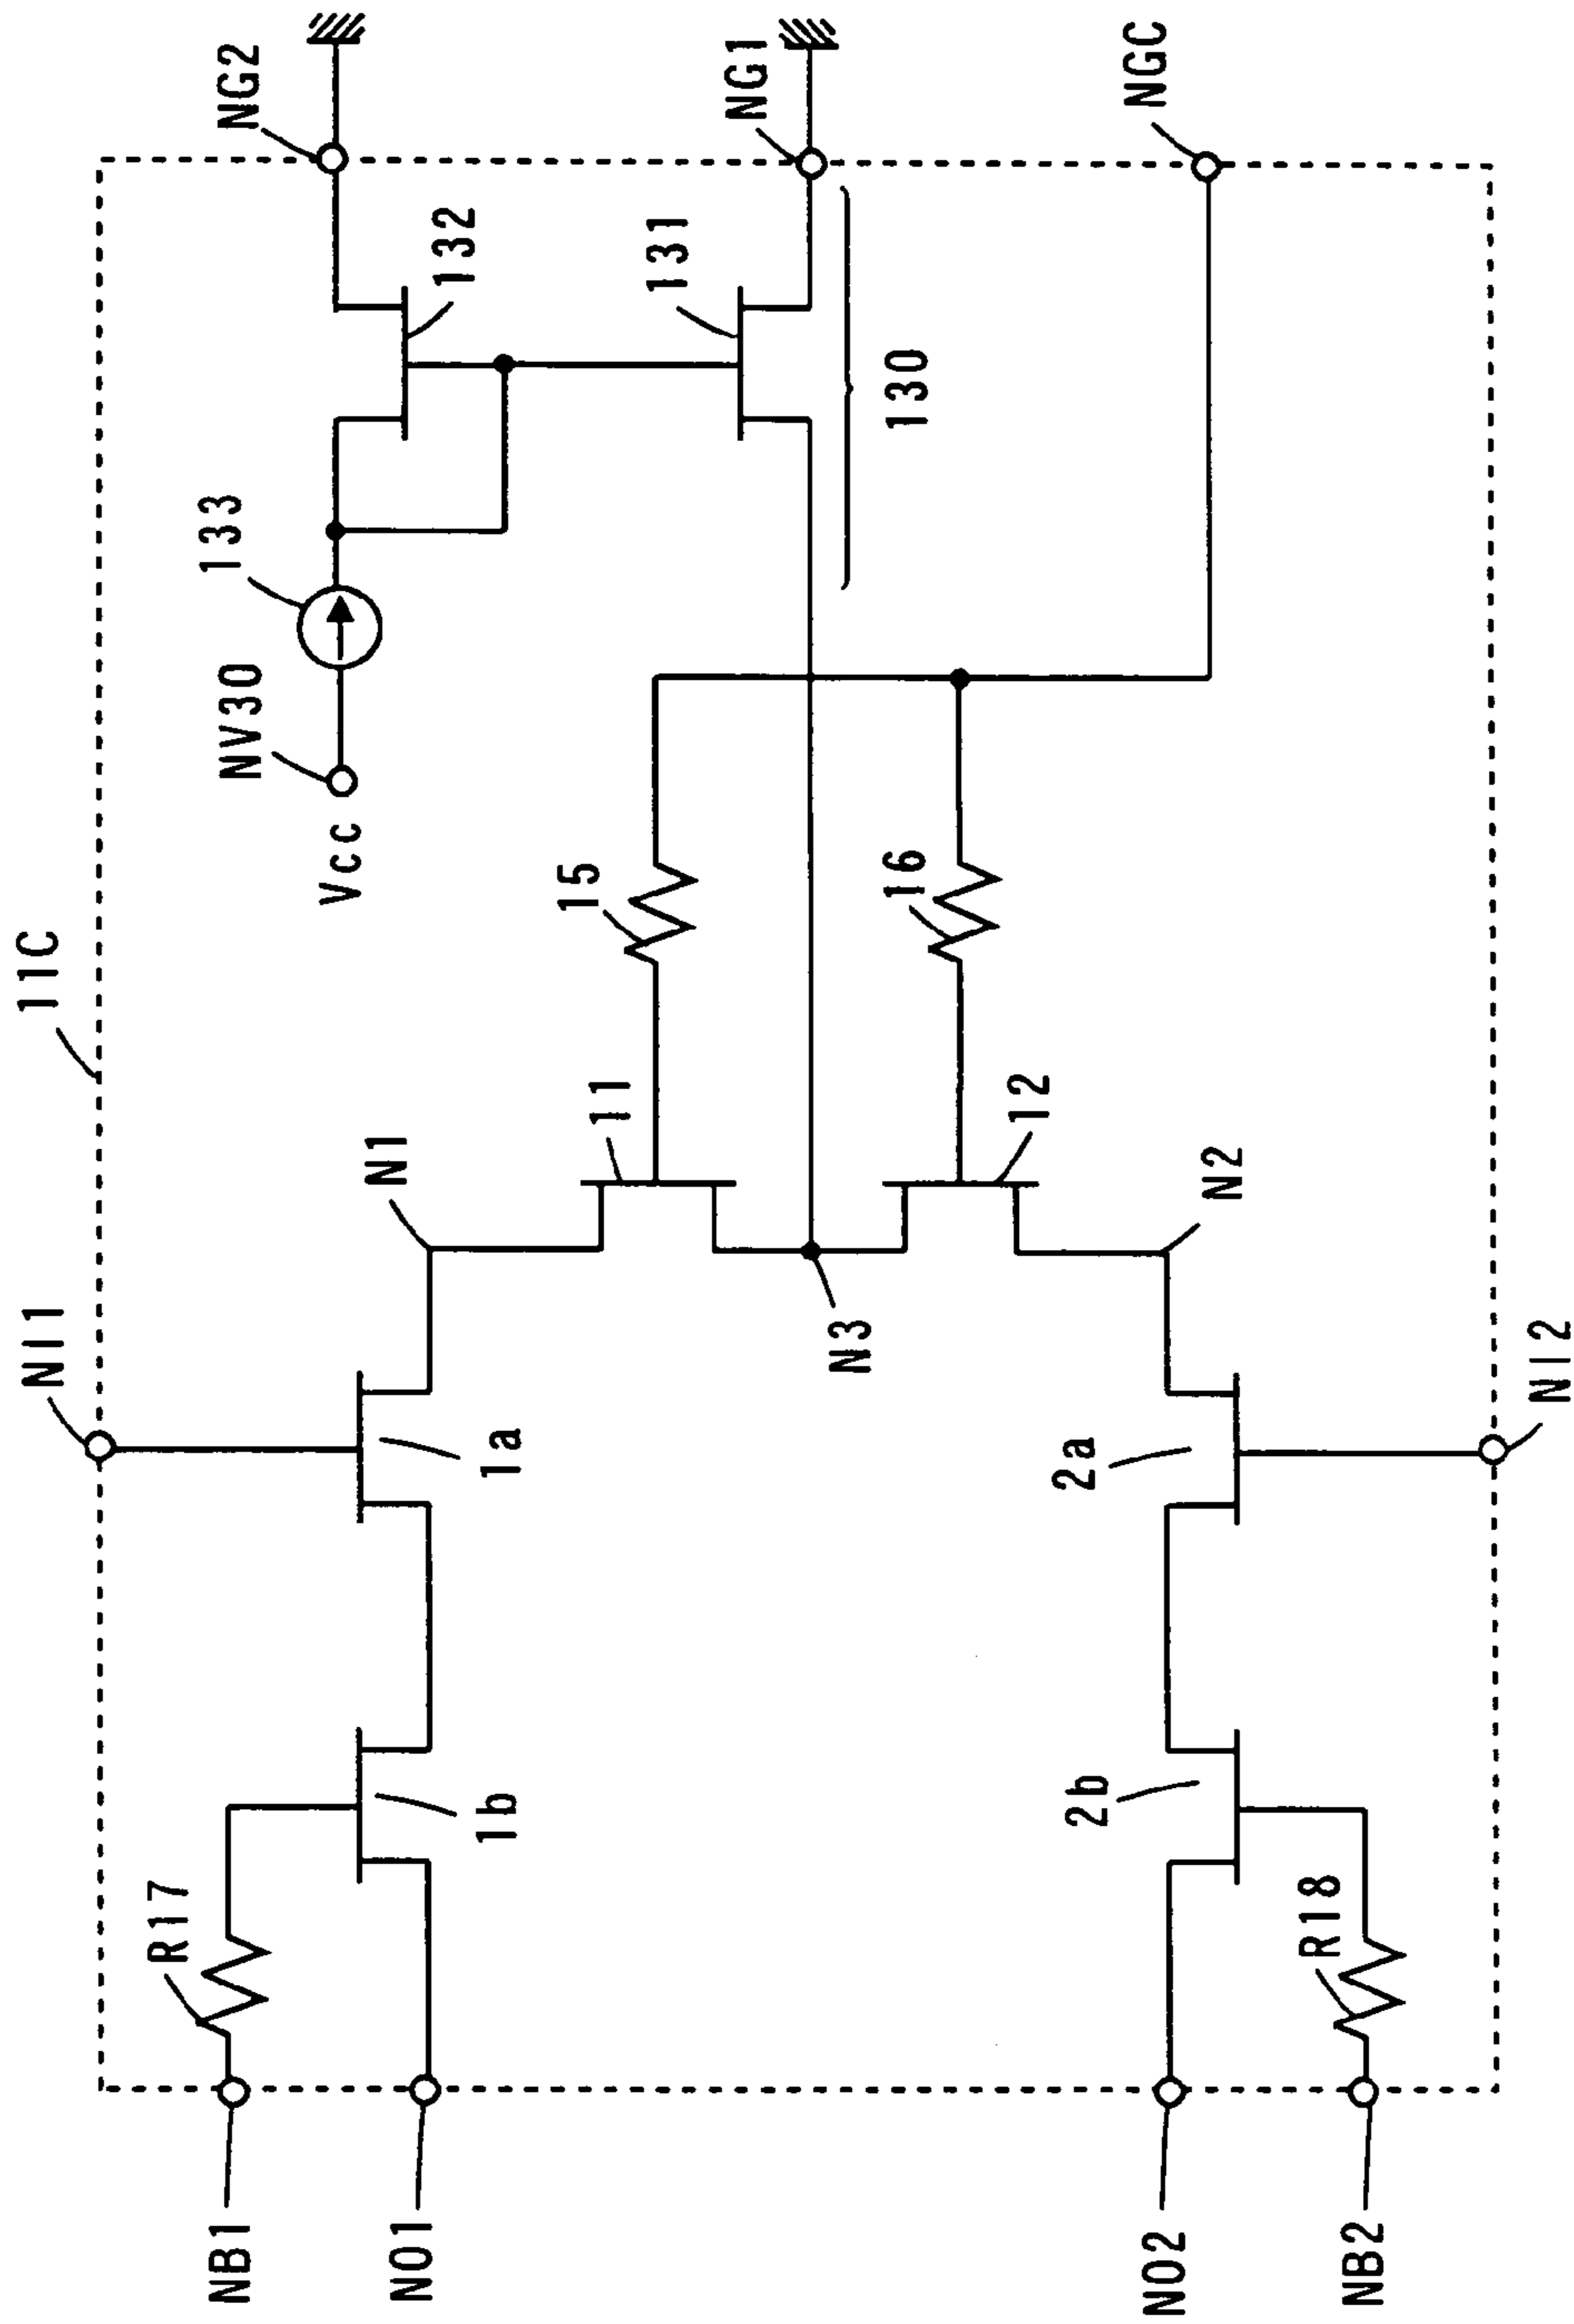 NI1
11C
R17
NB1
NV30
133
NG2
Vcc
N1
NO1
132
1b
1a
15
11
131
NG1
N3
16
130
12
2b
2a
NO2
NGC
N2
R18
NB2
NI2